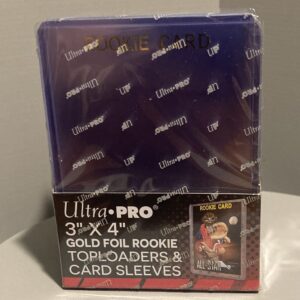 ROOKIE CARD
Ultra•PRO®
3" X 4"
GOLD FOIL ROOKIE
TOPLOADERS &
CARD SLEEVES
ROOKIE CARD
ALL STAR